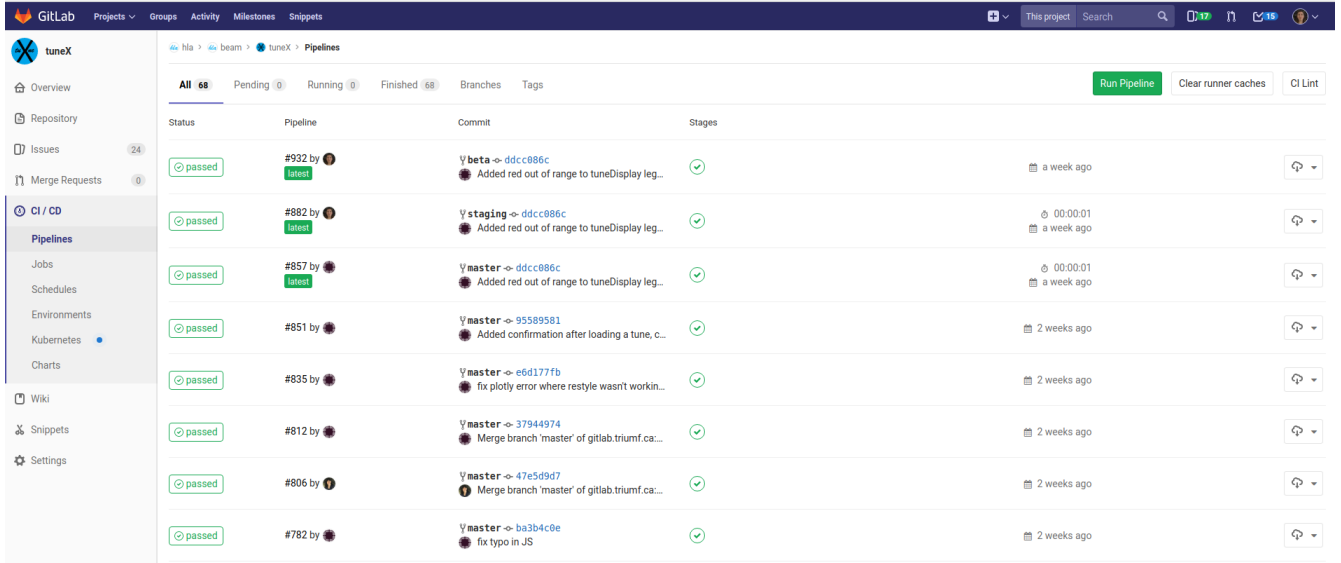 GitLab Projects Groups Activity Milestones Snippets This project Search 17 15
tuneX
hla > beam > tuneX > Pipelines
Overview
Repository
Issues 24
Merge Requests 0
CI / CD
Pipelines
Jobs
Schedules
Environments
Kubernetes
Charts
Wiki
Snippets
Settings
All 68 Pending 0 Running 0 Finished 68 Branches Tags Run Pipeline Clear runner caches CI Lint
Status Pipeline Commit Stages
passed #932 by latest beta ddcc086c a week ago
Added red out of range to tuneDisplay leg...
passed #882 by latest staging ddcc086c 00:00:01
Added red out of range to tuneDisplay leg... a week ago
passed #857 by latest master ddcc086c 00:00:01
Added red out of range to tuneDisplay leg... a week ago
passed #851 by master 95589581 2 weeks ago
Added confirmation after loading a tune, c...
passed #835 by master e6d177fb 2 weeks ago
fix plotly error where restyle wasn't workin...
passed #812 by master 37944974 2 weeks ago
Merge branch 'master' of gitlab.triumf.ca:...
passed #806 by master 47e5d9d7 2 weeks ago
Merge branch 'master' of gitlab.triumf.ca:...
passed #782 by master ba3b4c0e 2 weeks ago
fix typo in JS